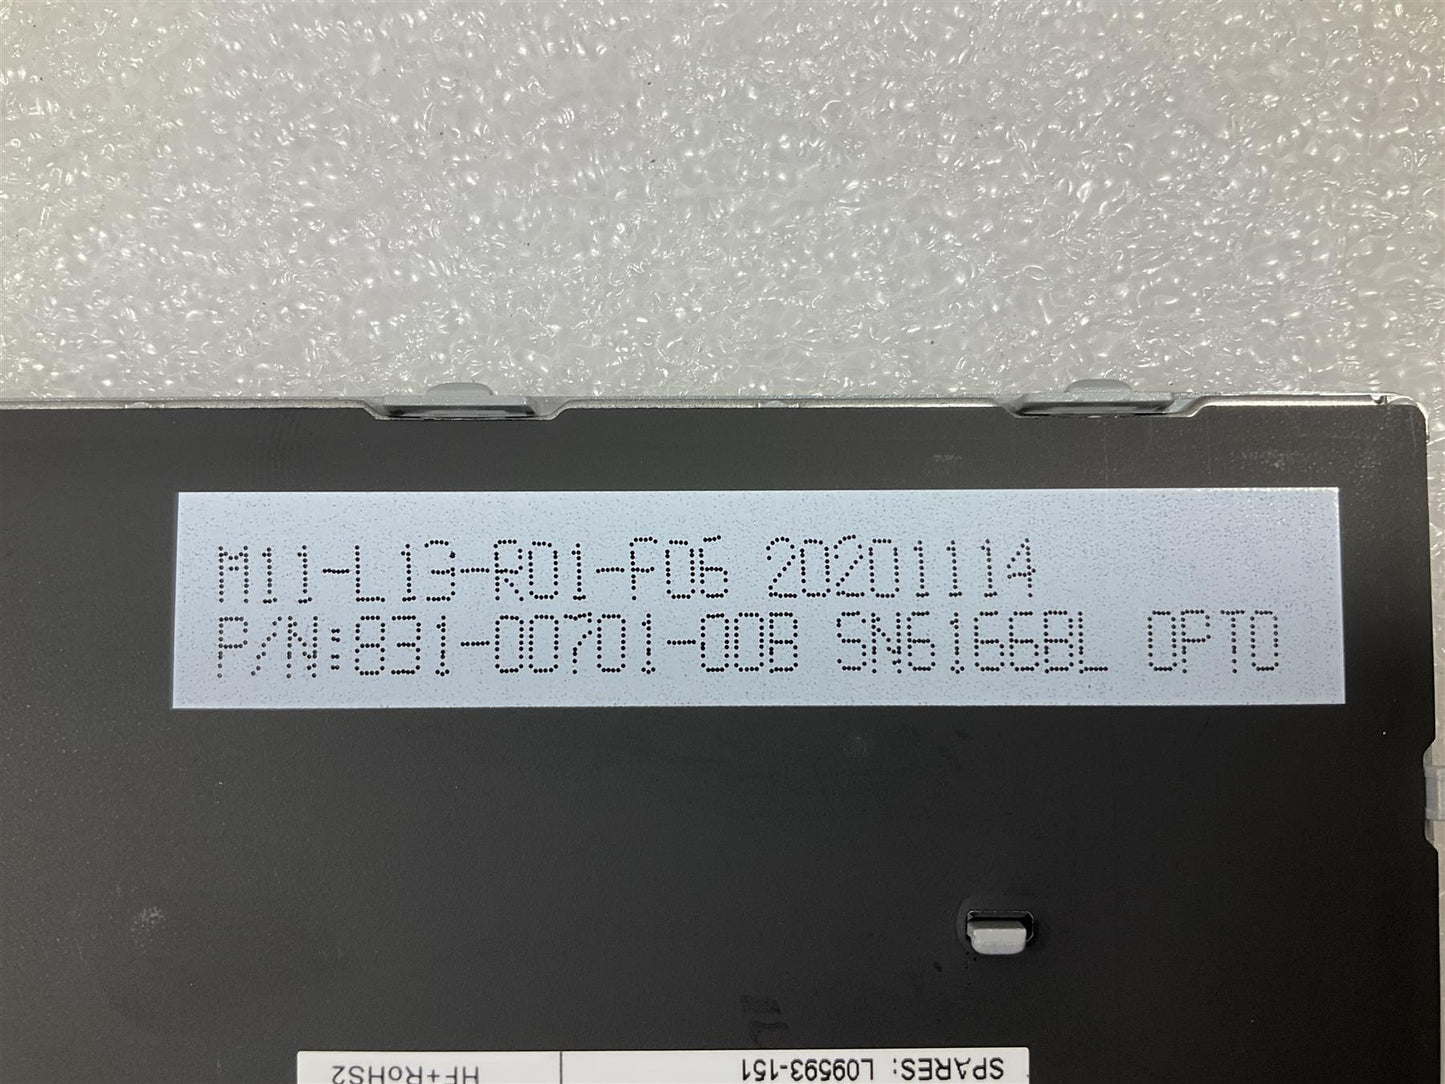 M11-L13-R01-F06 20201114
P/N:831-00701-00B SN6166BL OPTO
SPARES: L09593-151
HF+RoHS2